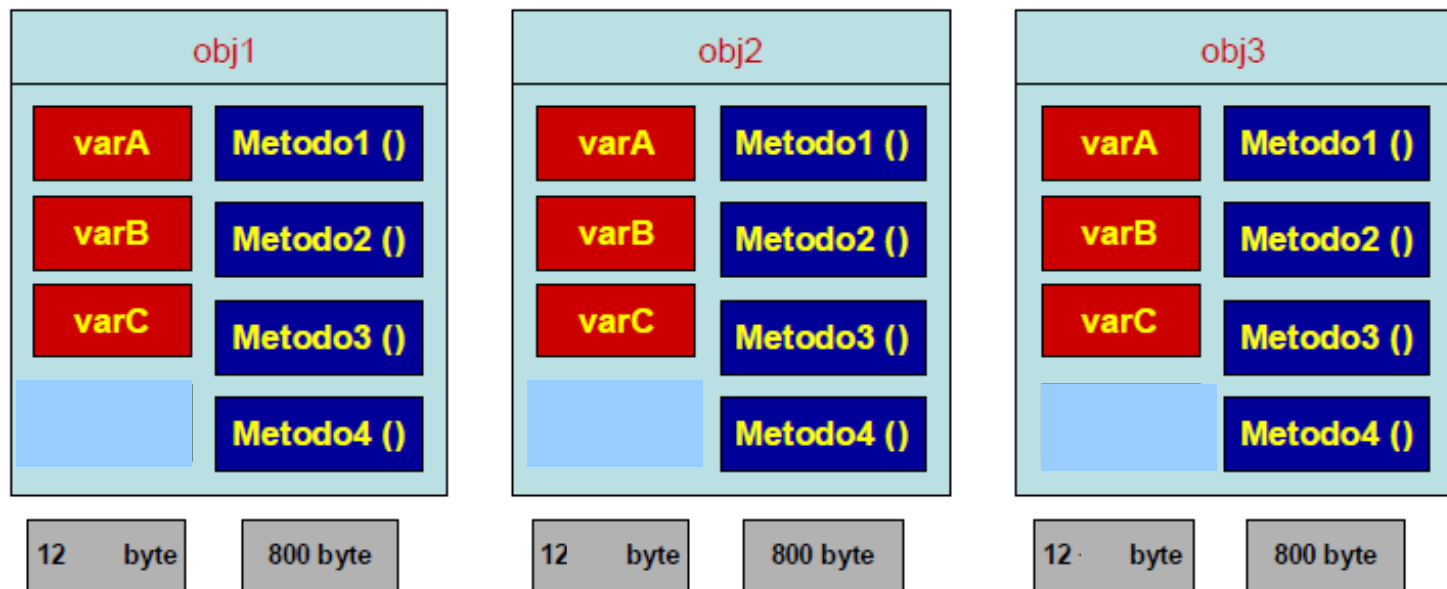 obj1
varA
Metodo1 ()
varB
Metodo2 ()
varC
Metodo3 ()
Metodo4 ()
12 byte
800 byte
obj2
varA
Metodo1 ()
varB
Metodo2 ()
varC
Metodo3 ()
Metodo4 ()
12 byte
800 byte
obj3
varA
Metodo1 ()
varB
Metodo2 ()
varC
Metodo3 ()
Metodo4 ()
12 byte
800 byte